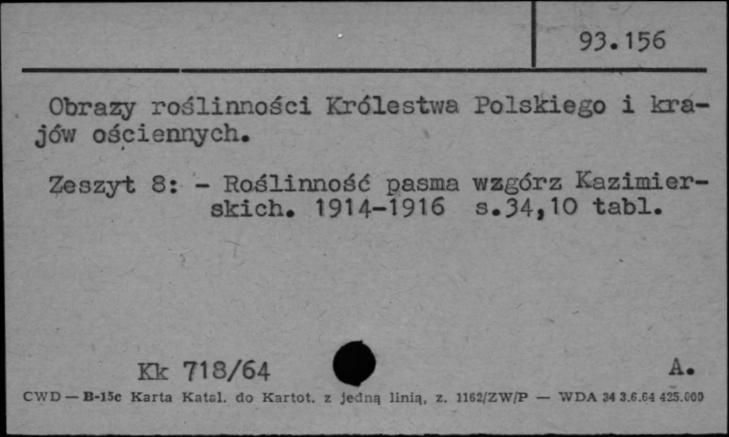 93.156
Obrazy roślinności Królestwa Polskiego i kra-
jów ościennych.
Zeszyt 8: - Roślinność pasma wzgórz Kazimier-
skich. 1914-1916 s.34,10 tabl.
Kk 718/64
A.
CWD — B-15c Karta Katal. do Kartot. z jedną linią, z. 1162/ZW/P — WDA 34 3.6.64 425.000